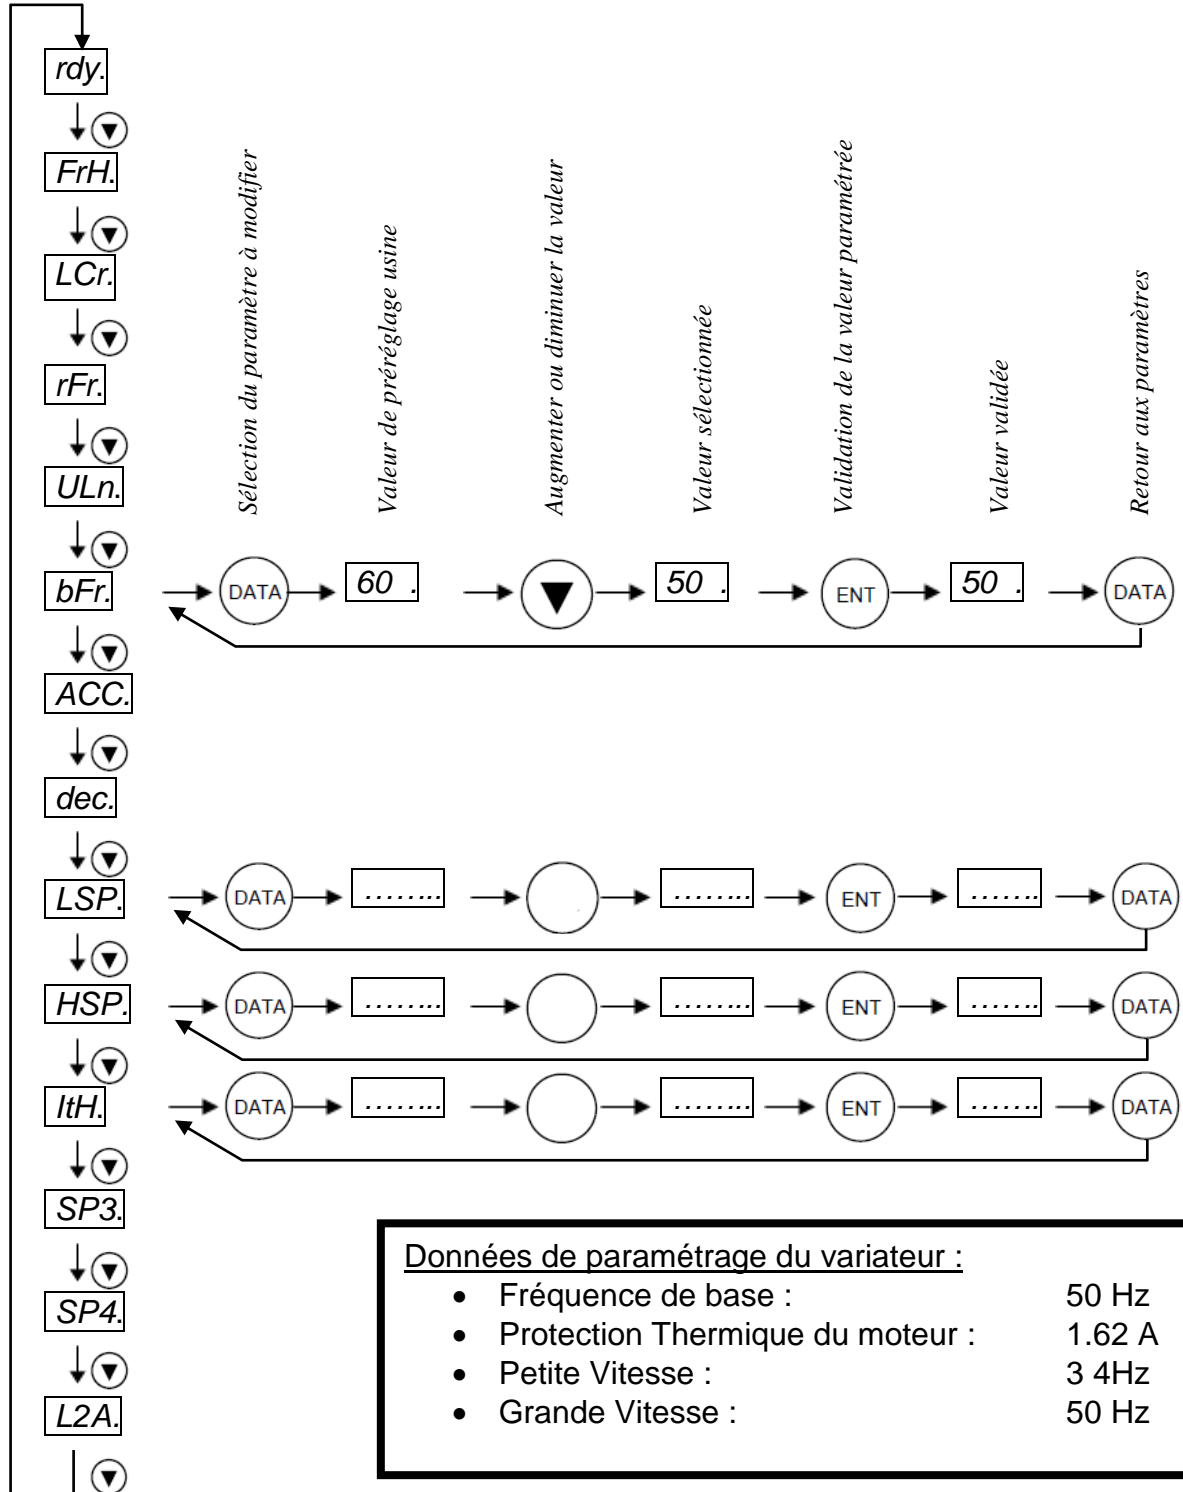 rdy.
FrH.
LCr.
rFr.
ULn.
Sélection du paramètre à modifier
Valeur de préréglage usine
Augmenter ou diminuer la valeur
Valeur sélectionnée
Validation de la valeur paramétrée
Valeur validée
Retour aux paramètres
bFr. DATA 60 . 50 . ENT 50 . DATA
ACC.
dec.
LSP. DATA ........ ........ ENT ....... DATA
HSP. DATA ........ ........ ENT ....... DATA
ItH. DATA ........ ........ ENT ....... DATA
SP3.
SP4.
L2A.
Données de paramétrage du variateur :
• Fréquence de base : 50 Hz
• Protection Thermique du moteur : 1.62 A
• Petite Vitesse : 3 4Hz
• Grande Vitesse : 50 Hz